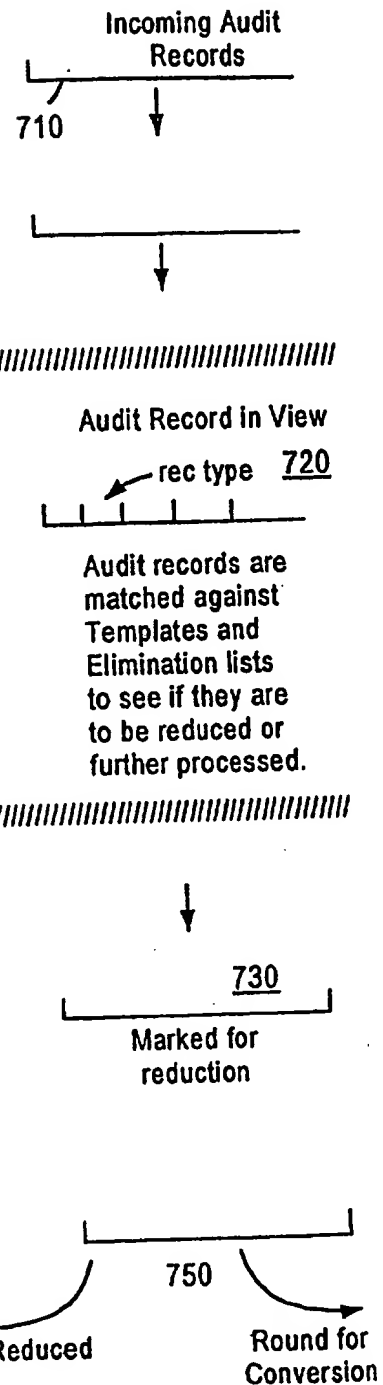 Incoming Audit
Records
710
Audit Record in View
rec type 720
Audit records are
matched against
Templates and
Elimination lists
to see if they are
to be reduced or
further processed.
730
Marked for
reduction
750
Reduced
Round for
Conversion